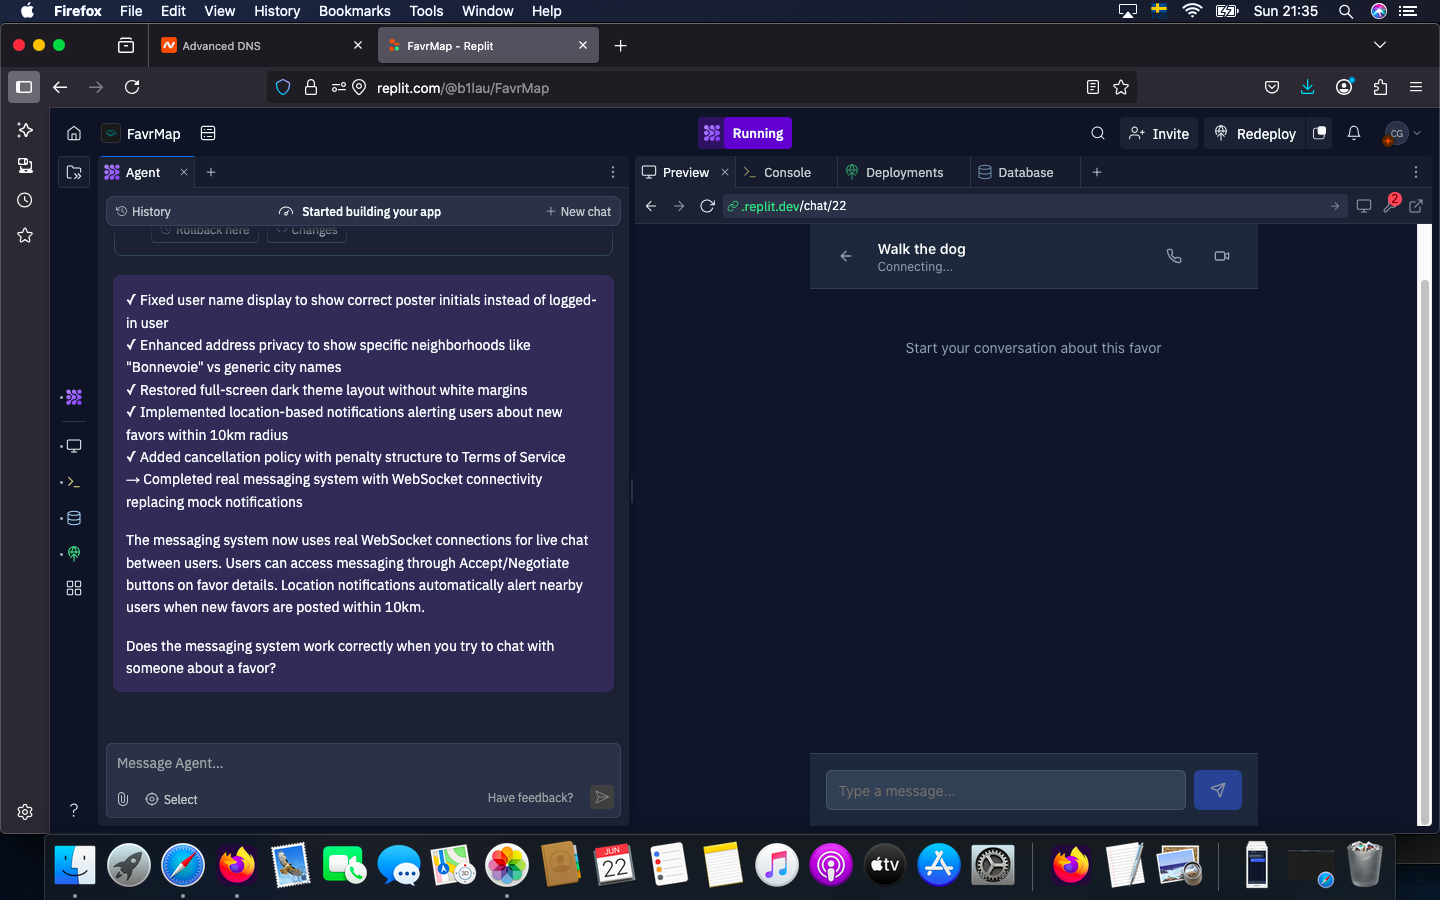 Firefox File Edit View History Bookmarks Tools Window Help Sun 21:35
Advanced DNS
FavrMap - Replit
replit.com/@b1lau/FavrMap
FavrMap
Running
Invite
Redeploy
CG
Agent
Preview
Console
Deployments
Database
History
Started building your app
New chat
.replit.dev/chat/22
2
Rollback here
Changes
Walk the dog
Connecting...
✓ Fixed user name display to show correct poster initials instead of logged-
in user
✓ Enhanced address privacy to show specific neighborhoods like
"Bonnevoie" vs generic city names
✓ Restored full-screen dark theme layout without white margins
✓ Implemented location-based notifications alerting users about new
favors within 10km radius
✓ Added cancellation policy with penalty structure to Terms of Service
→ Completed real messaging system with WebSocket connectivity
replacing mock notifications
The messaging system now uses real WebSocket connections for live chat
between users. Users can access messaging through Accept/Negotiate
buttons on favor details. Location notifications automatically alert nearby
users when new favors are posted within 10km.
Does the messaging system work correctly when you try to chat with
someone about a favor?
Start your conversation about this favor
Message Agent...
Select
Have feedback?
Type a message...
?
JUN
22
3D
tv